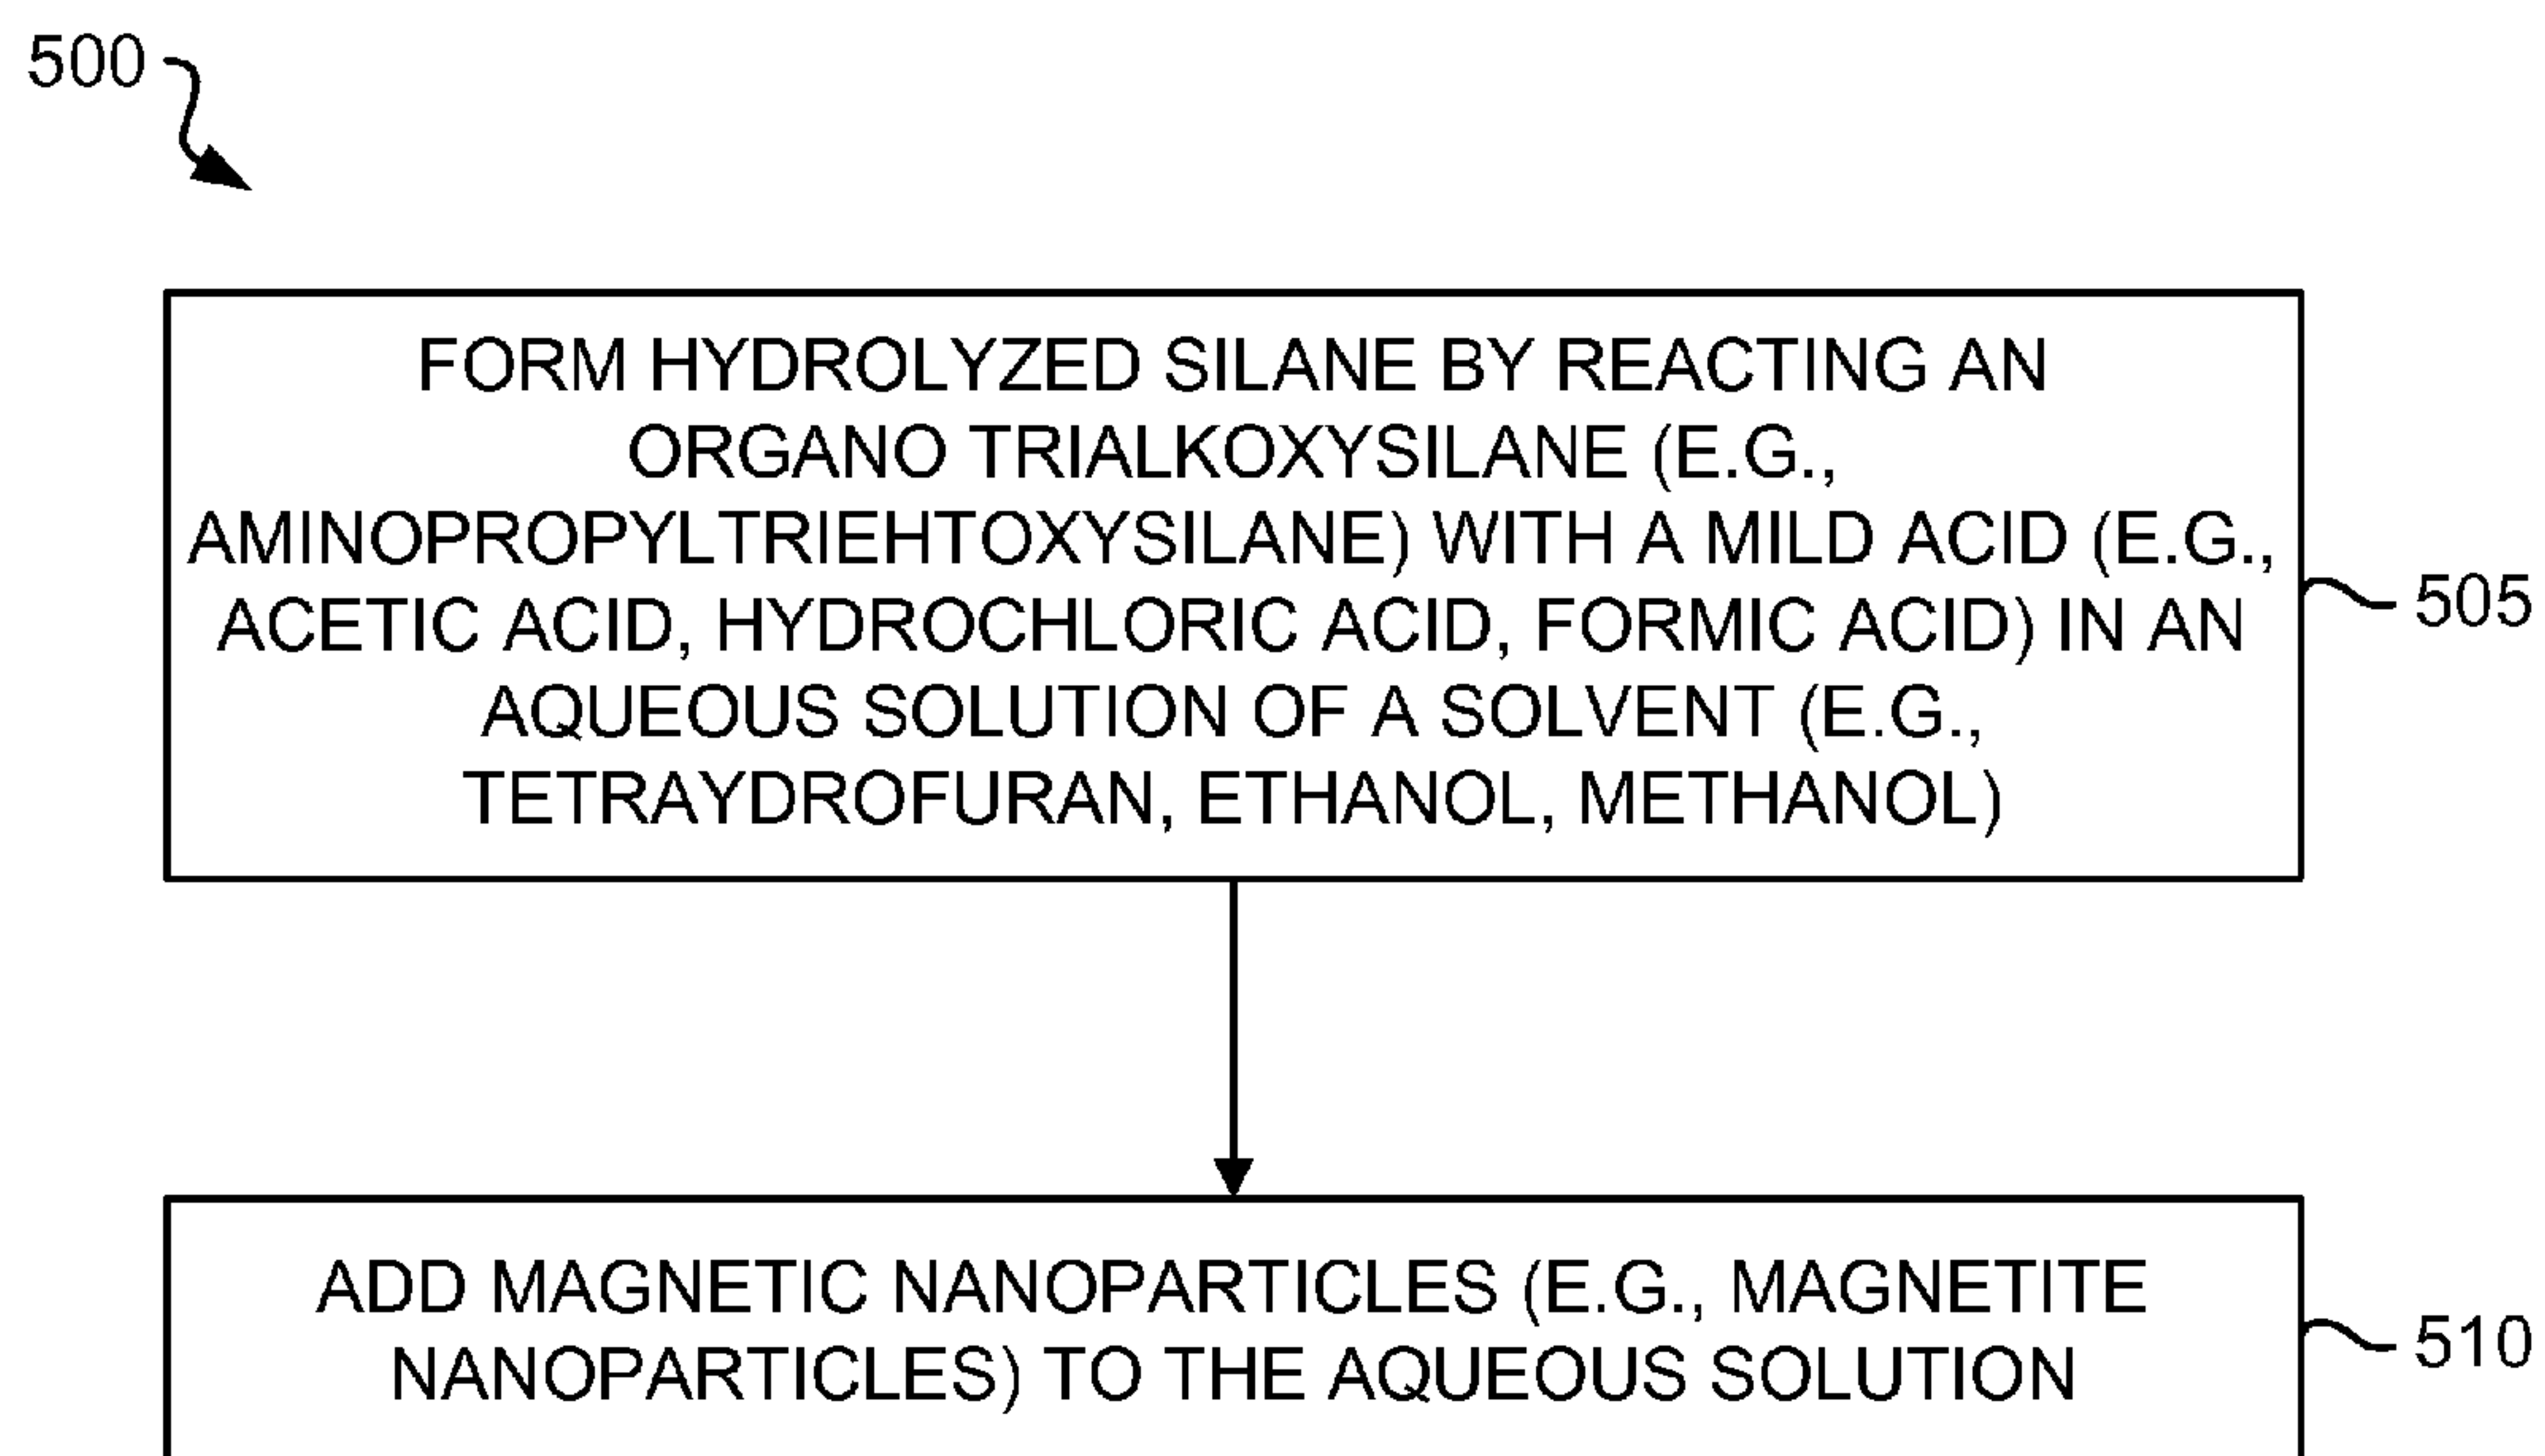 500
FORM HYDROLYZED SILANE BY REACTING AN
ORGANO TRIALKOXYSILANE (E.G.,
AMINOPROPYLTRIEHTOXYSILANE) WITH A MILD ACID (E.G.,
ACETIC ACID, HYDROCHLORIC ACID, FORMIC ACID) IN AN
AQUEOUS SOLUTION OF A SOLVENT (E.G.,
TETRAYDROFURAN, ETHANOL, METHANOL)
505
ADD MAGNETIC NANOPARTICLES (E.G., MAGNETITE
NANOPARTICLES) TO THE AQUEOUS SOLUTION
510